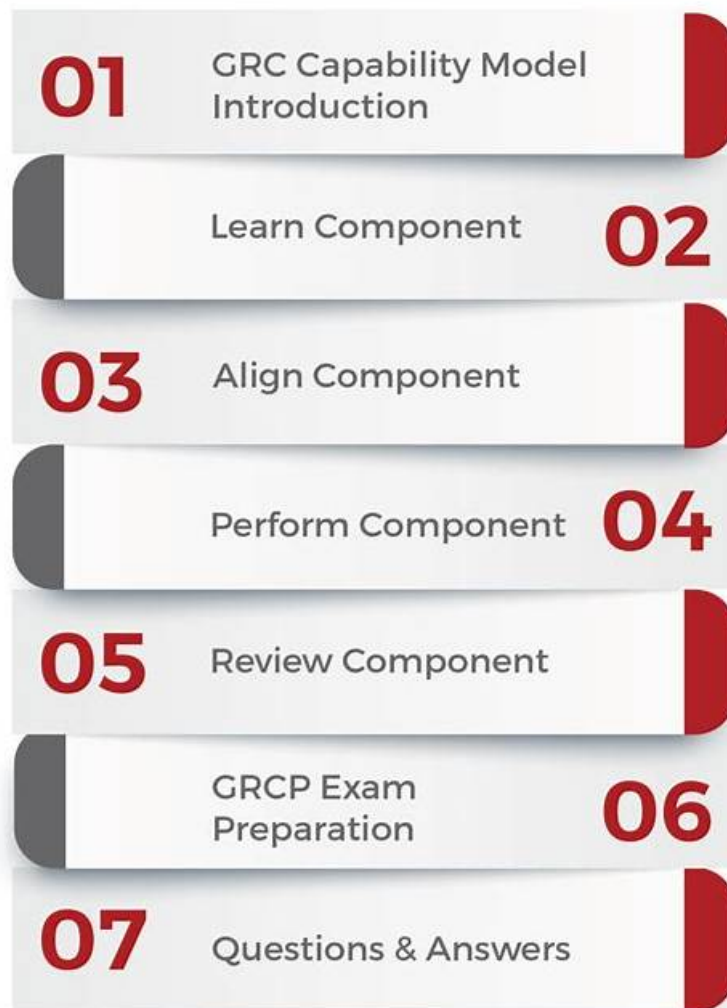 01
GRC Capability Model
Introduction
Learn Component
02
03
Align Component
Perform Component
04
05
Review Component
GRCP Exam
Preparation
06
07
Questions & Answers